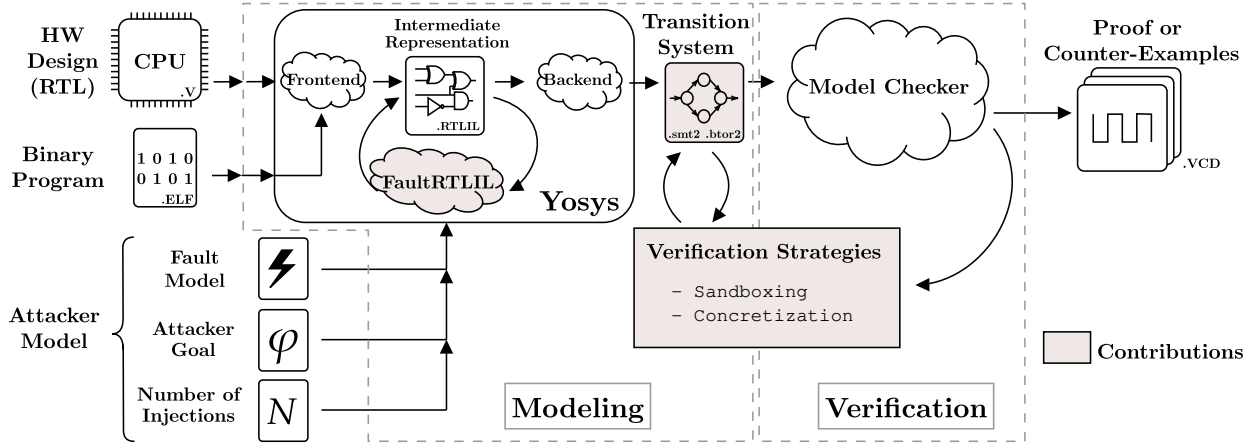 HW
Design
(RTL)
CPU
.V
Binary
Program
1 0 1 0
0 1 0 1
.ELF
Frontend
Intermediate
Representation
.RTLIL
Backend
FaultRTLIL
Yosys
Transition
System
.smt2 .btor2
Model Checker
Proof or
Counter-Examples
.VCD
Verification Strategies
- Sandboxing
- Concretization
Attacker
Model
Fault
Model
Attacker
Goal
φ
Number of
Injections
N
Modeling
Verification
Contributions